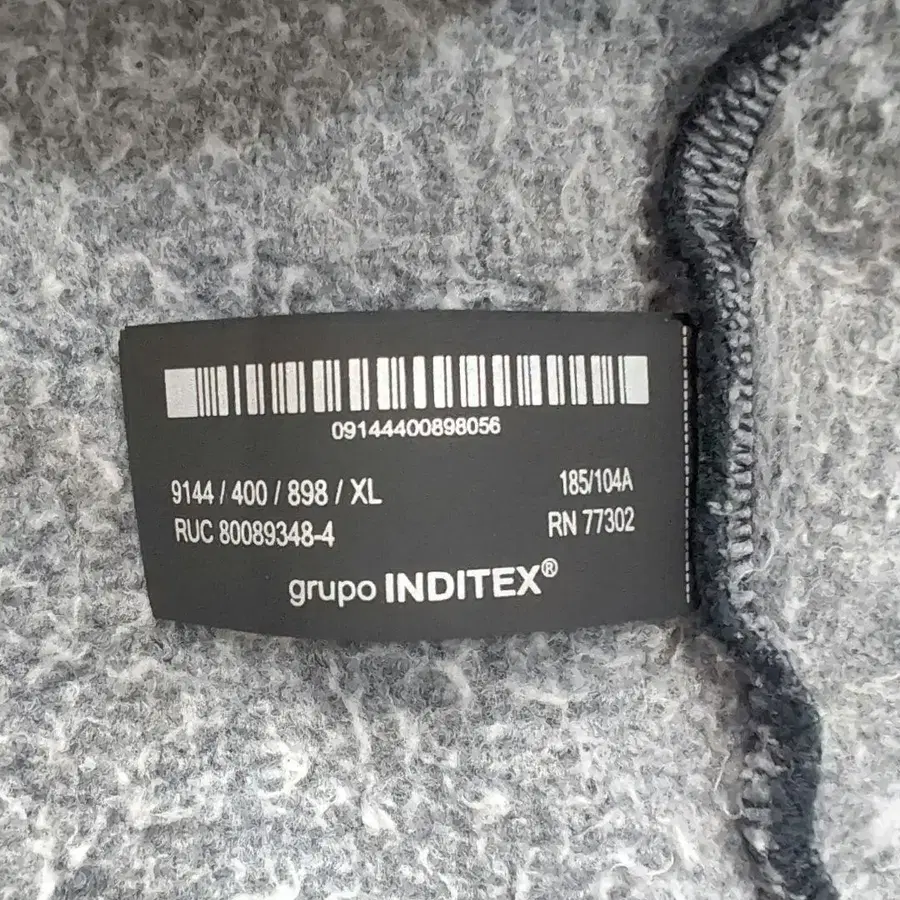 09144400898056
9144 / 400 / 898 / XL 185/104A
RUC 80089348-4 RN 77302
grupo INDITEX®